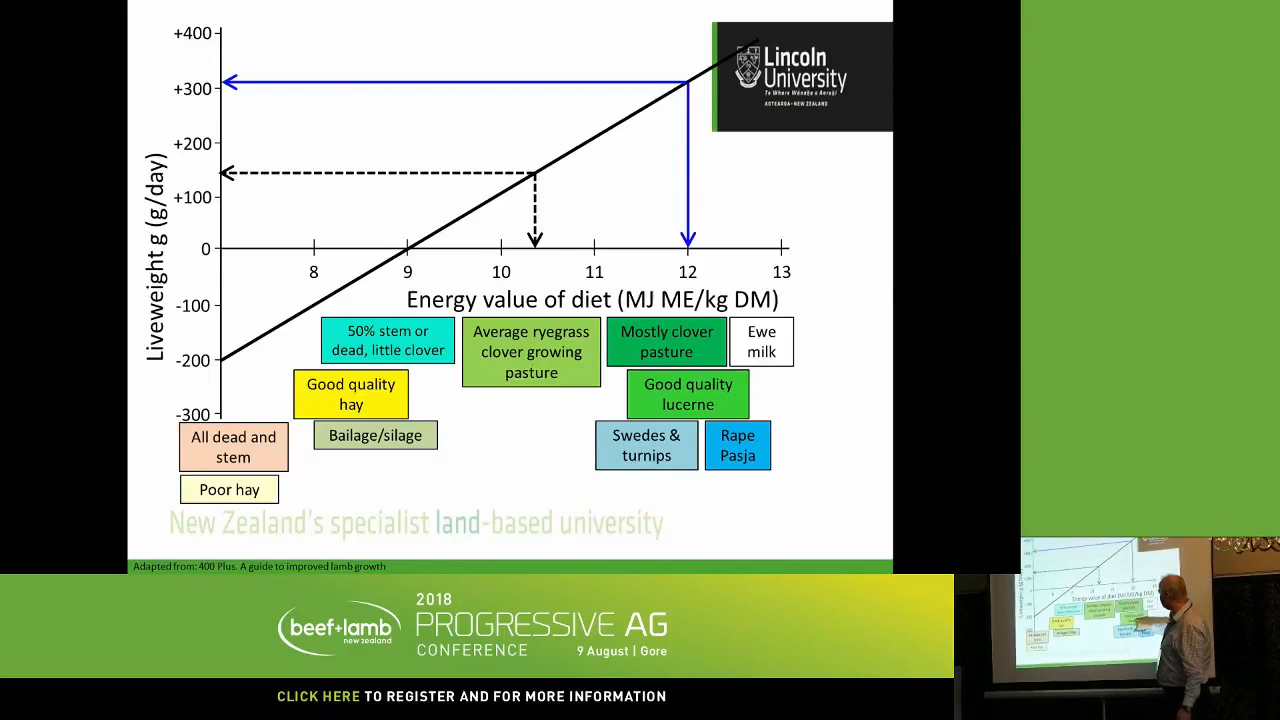 +400
+300
+200
+100
0
-100
-200
-300
Liveweight g (g/day)
8
9
10
11
12
13
Energy value of diet (MJ ME/kg DM)
Lincoln
University
Te Whare Wānaka o Aoraki
AOTEAROA • NEW ZEALAND
50% stem or
dead, little clover
Average ryegrass
clover growing
pasture
Mostly clover
pasture
Ewe
milk
Good quality
hay
Good quality
lucerne
Bailage/silage
Swedes &
turnips
Rape
Pasja
All dead and
stem
Poor hay
New Zealand's specialist land-based university
Adapted from: 400 Plus. A guide to improved lamb growth
beef+lamb
new zealand
2018
PROGRESSIVE AG
CONFERENCE
9 August | Gore
CLICK HERE TO REGISTER AND FOR MORE INFORMATION